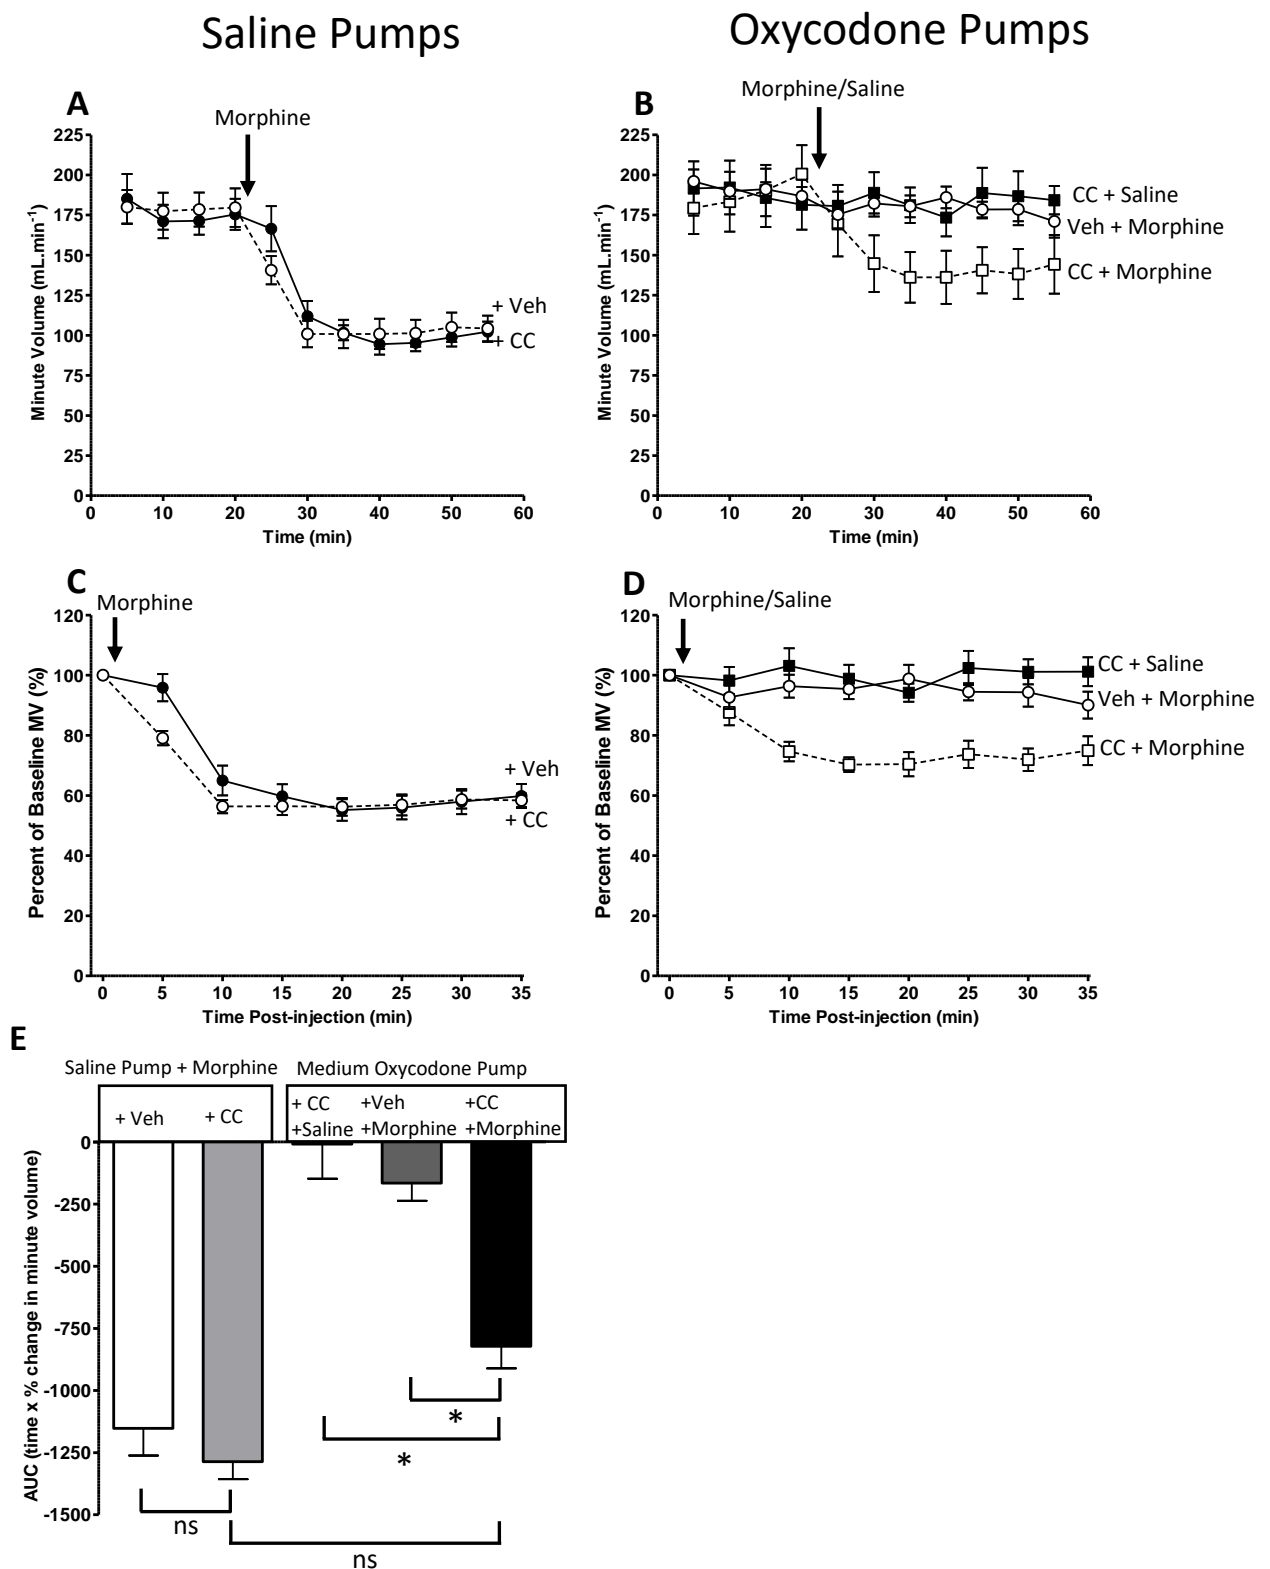 Saline Pumps
Oxycodone Pumps
A
Morphine
225
200
175
150
125
100
75
50
25
0
Minute Volume (mL.min⁻¹)
+ Veh
+ CC
0 10 20 30 40 50 60
Time (min)
B
Morphine/Saline
225
200
175
150
125
100
75
50
25
0
Minute Volume (mL.min⁻¹)
CC + Saline
Veh + Morphine
CC + Morphine
0 10 20 30 40 50 60
Time (min)
C
Morphine
120
100
80
60
40
20
0
Percent of Baseline MV (%)
+ Veh
+ CC
0 5 10 15 20 25 30 35
Time Post-injection (min)
D
Morphine/Saline
120
100
80
60
40
20
0
Percent of Baseline MV (%)
CC + Saline
Veh + Morphine
CC + Morphine
0 5 10 15 20 25 30 35
Time Post-injection (min)
E
Saline Pump + Morphine
Medium Oxycodone Pump
+ Veh
+ CC
+ CC
+Saline
+Veh
+Morphine
+CC
+Morphine
0
-250
-500
-750
-1000
-1250
-1500
AUC (time x % change in minute volume)
*
*
ns
ns